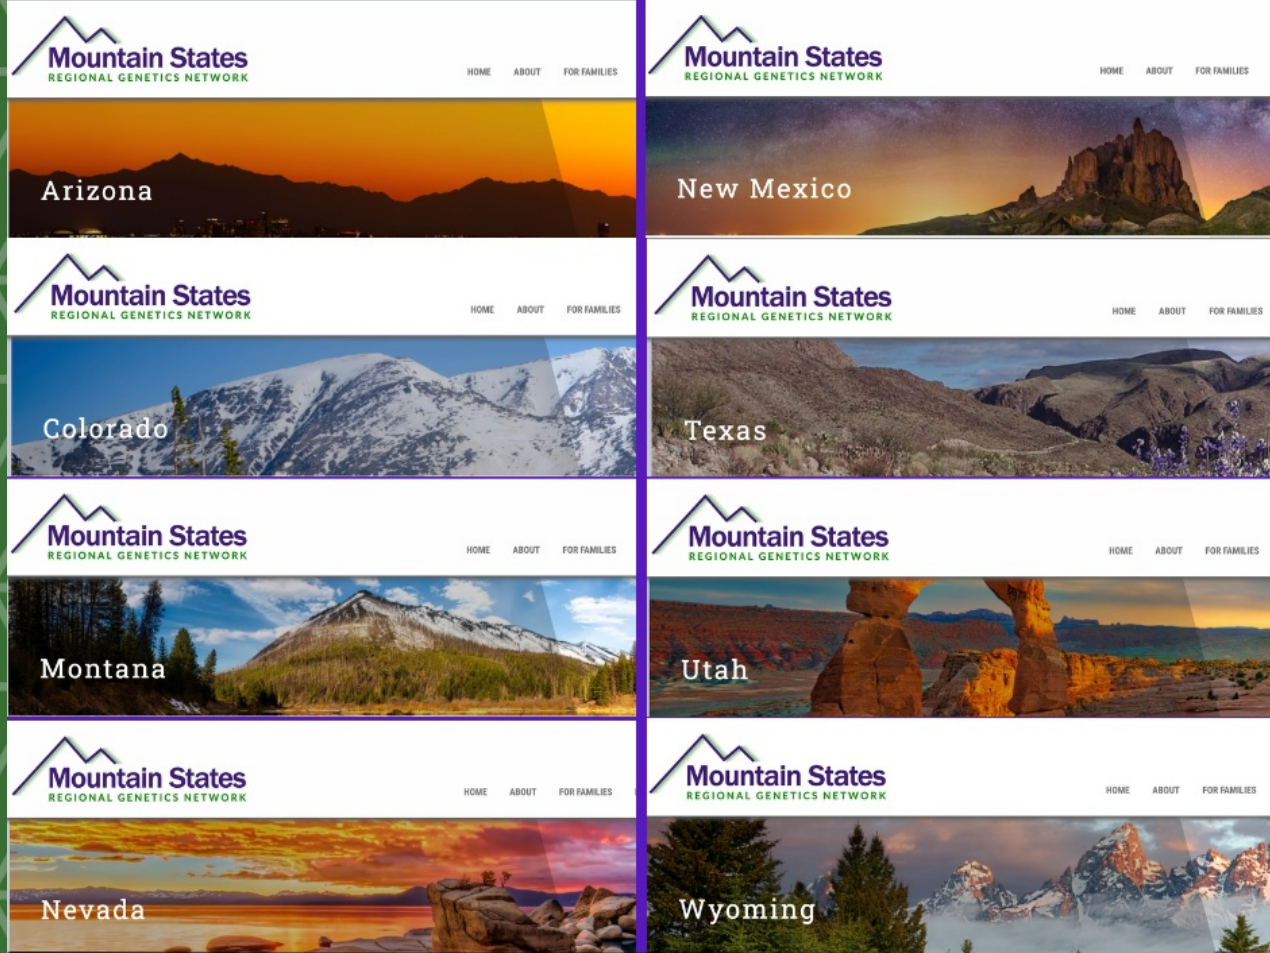 Mountain States
REGIONAL GENETICS NETWORK
HOME ABOUT FOR FAMILIES
Arizona
Mountain States
REGIONAL GENETICS NETWORK
HOME ABOUT FOR FAMILIES
New Mexico
Mountain States
REGIONAL GENETICS NETWORK
HOME ABOUT FOR FAMILIES
Colorado
Mountain States
REGIONAL GENETICS NETWORK
HOME ABOUT FOR FAMILIES
Texas
Mountain States
REGIONAL GENETICS NETWORK
HOME ABOUT FOR FAMILIES
Montana
Mountain States
REGIONAL GENETICS NETWORK
HOME ABOUT FOR FAMILIES
Utah
Mountain States
REGIONAL GENETICS NETWORK
HOME ABOUT FOR FAMILIES
Nevada
Mountain States
REGIONAL GENETICS NETWORK
HOME ABOUT FOR FAMILIES
Wyoming